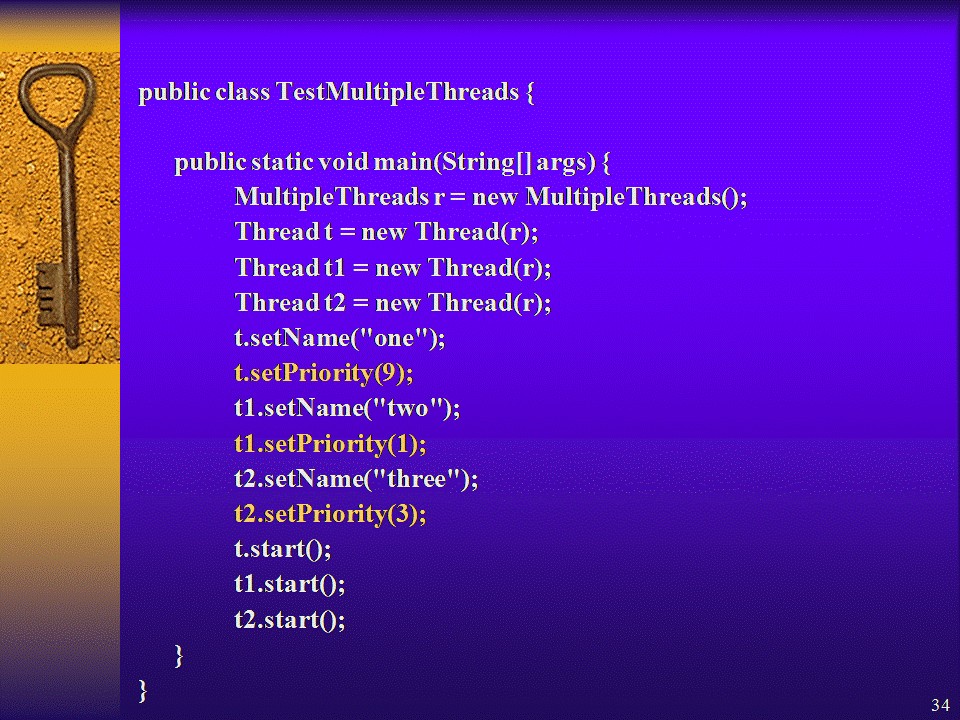 public class TestMultipleThreads {
public static void main(String[] args) {
MultipleThreads r = new MultipleThreads();
Thread t = new Thread(r);
Thread t1 = new Thread(r);
Thread t2 = new Thread(r);
t.setName("one");
t.setPriority(9);
t1.setName("two");
t1.setPriority(1);
t2.setName("three");
t2.setPriority(3);
t.start();
t1.start();
t2.start();
}
}
34